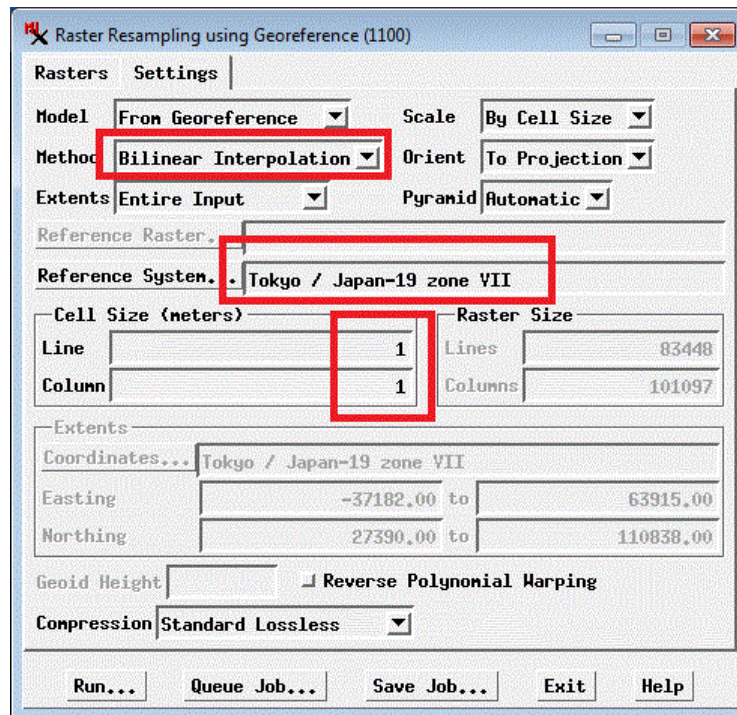 Raster Resampling using Georeference (1100)
Rasters Settings
Model From Georeference Scale By Cell Size
Method Bilinear Interpolation Orient To Projection
Extents Entire Input Pyramid Automatic
Reference Raster...
Reference System... Tokyo / Japan-19 zone VII
Cell Size (meters) Raster Size
Line 1 Lines 83448
Column 1 Columns 101097
Extents
Coordinates... Tokyo / Japan-19 zone VII
Easting -37182.00 to 63915.00
Northing 27390.00 to 110838.00
Geoid Height Reverse Polynomial Warping
Compression Standard Lossless
Run... Queue Job... Save Job... Exit Help